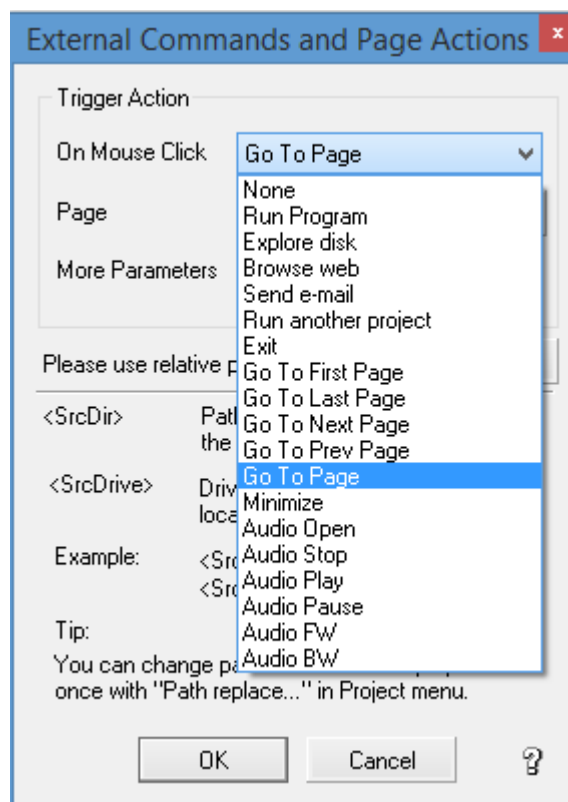 External Commands and Page Actions
x
Trigger Action
On Mouse Click
Go To Page
Page
More Parameters
None
Run Program
Explore disk
Browse web
Send e-mail
Run another project
Exit
Go To First Page
Go To Last Page
Go To Next Page
Go To Prev Page
Go To Page
Minimize
Audio Open
Audio Stop
Audio Play
Audio Pause
Audio FW
Audio BW
Please use relative
<SrcDir>
the
<SrcDrive>
Example:
Tip:
You can change
once with "Path replace..." in Project menu.
OK
Cancel
?